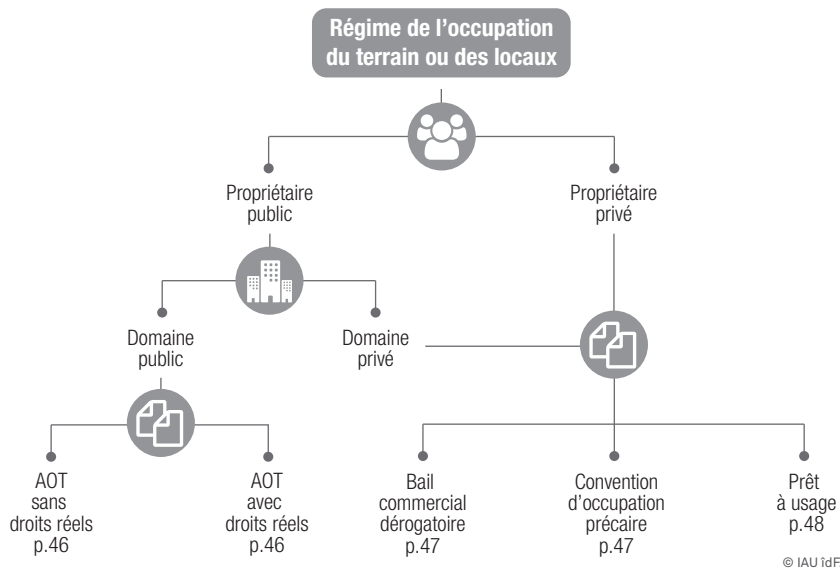 Régime de l'occupation
du terrain ou des locaux
Propriétaire
public
Propriétaire
privé
Domaine
public
Domaine
privé
AOT
sans
droits réels
p.46
AOT
avec
droits réels
p.46
Bail
commercial
dérogatoire
p.47
Convention
d'occupation
précaire
p.47
Prêt
à usage
p.48
© IAU îdF